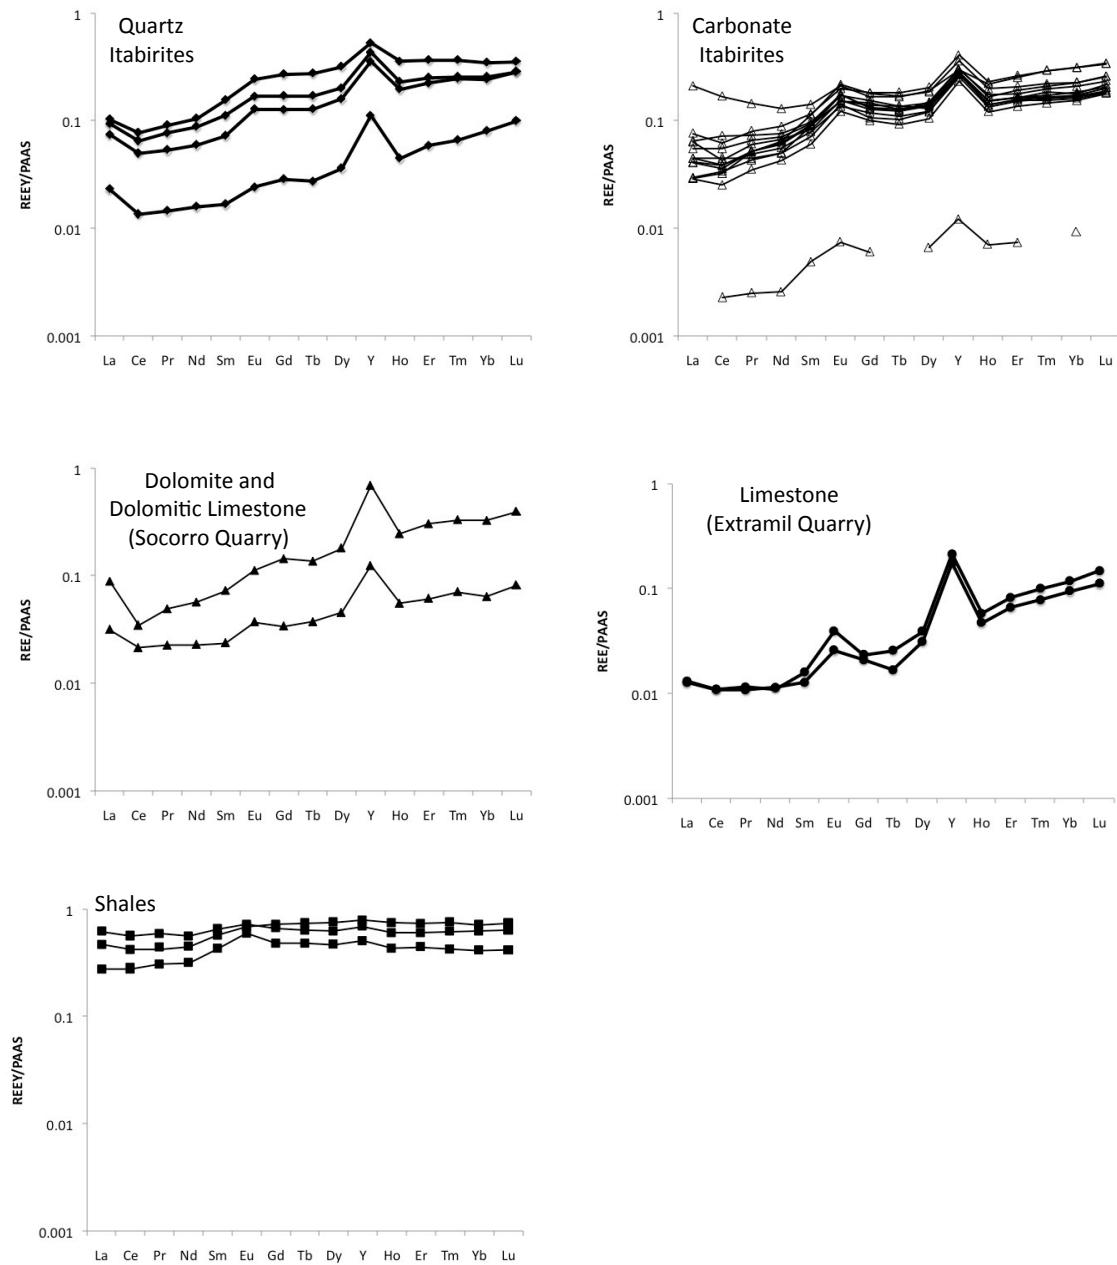 Quartz
Itabirites
1
0.1
0.01
0.001
REEY/PAAS
La Ce Pr Nd Sm Eu Gd Tb Dy Y Ho Er Tm Yb Lu
Carbonate
Itabirites
1
0.1
0.01
0.001
REE/PAAS
La Ce Pr Nd Sm Eu Gd Tb Dy Y Ho Er Tm Yb Lu
Dolomite and
Dolomitic Limestone
(Socorro Quarry)
1
0.1
0.01
0.001
REE/PAAS
La Ce Pr Nd Sm Eu Gd Tb Dy Y Ho Er Tm Yb Lu
Limestone
(Extramil Quarry)
1
0.1
0.01
0.001
REE/PAAS
La Ce Pr Nd Sm Eu Gd Tb Dy Y Ho Er Tm Yb Lu
Shales
1
0.1
0.01
0.001
REEY/PAAS
La Ce Pr Nd Sm Eu Gd Tb Dy Y Ho Er Tm Yb Lu